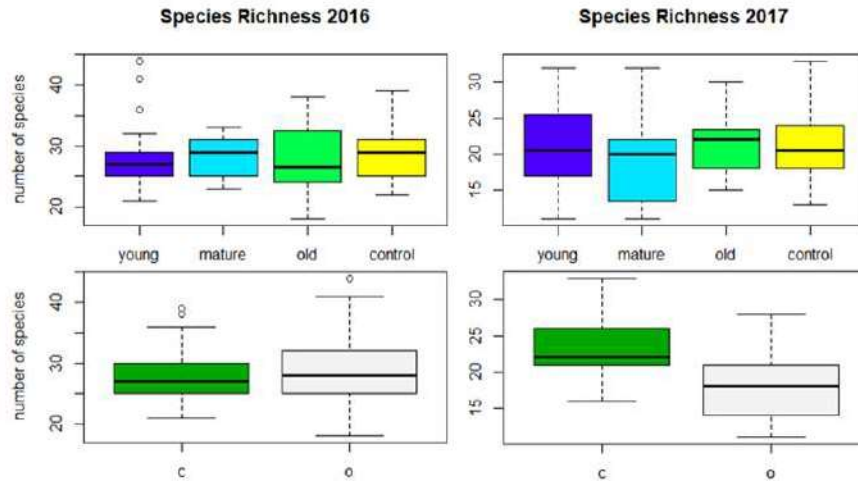 Species Richness 2016
Species Richness 2017
number of species
40
30
20
young mature old control
30
25
20
15
young mature old control
number of species
40
30
20
c o
30
25
20
15
c o